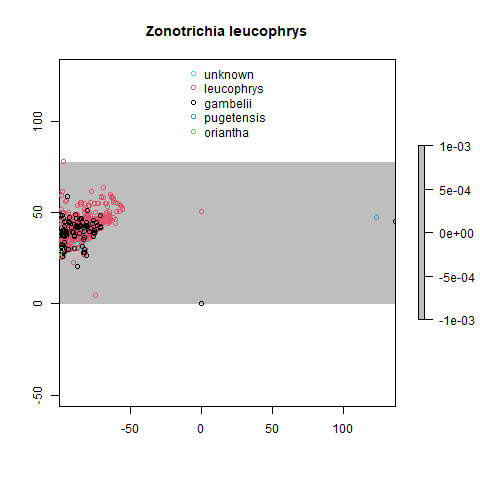 Zonotrichia leucophrys
unknown
leucophrys
gambelii
pugetensis
oriantha
100
50
0
-50
-50
0
50
100
1e-03
5e-04
0e+00
-5e-04
-1e-03